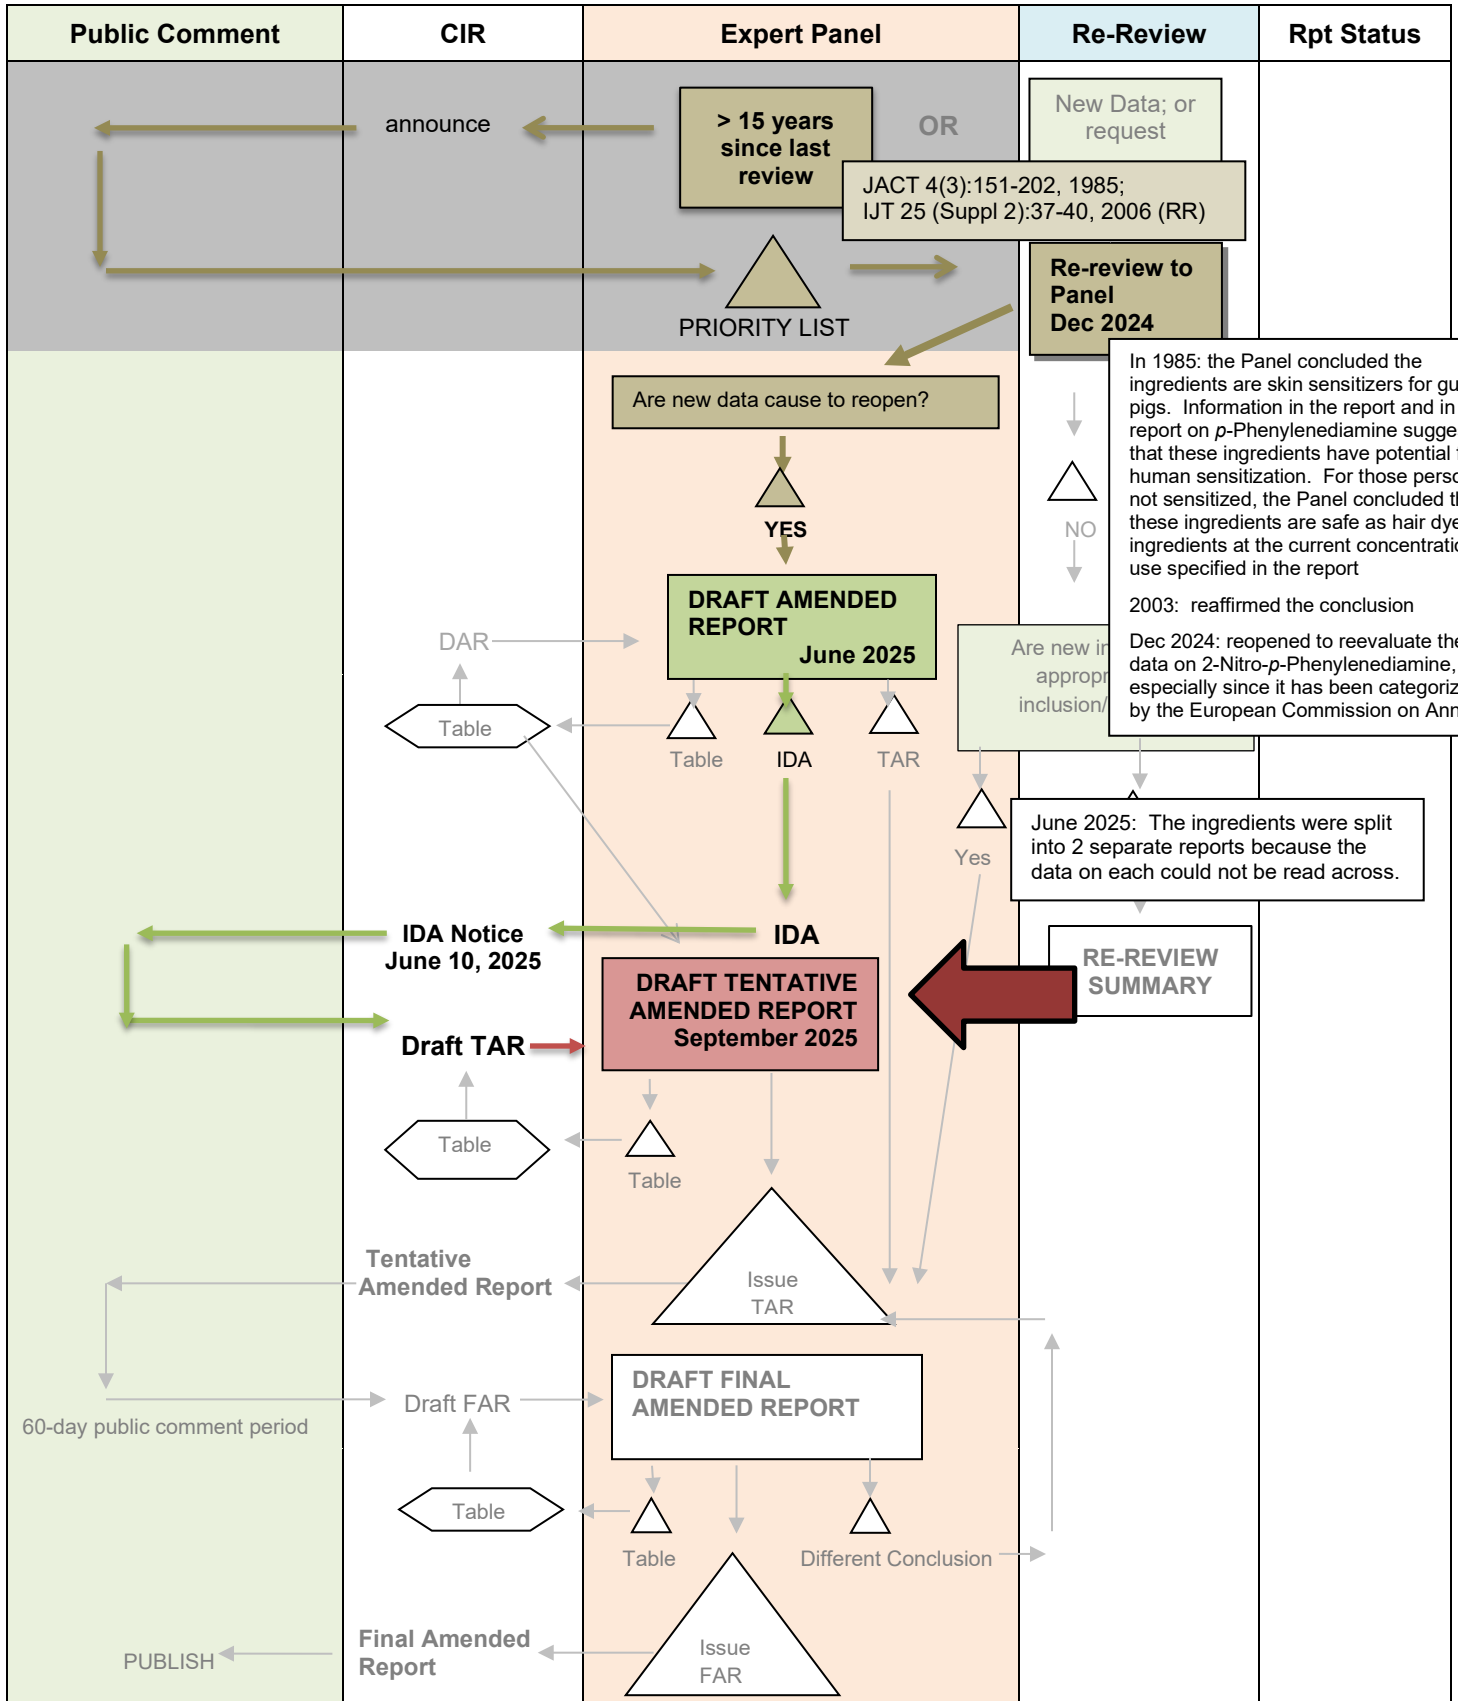 Public Comment
CIR
Expert Panel
Re-Review
Rpt Status
announce
> 15 years
since last
review
OR
New Data; or
request
JACT 4(3):151-202, 1985;
IJT 25 (Suppl 2):37-40, 2006 (RR)
PRIORITY LIST
Re-review to
Panel
Dec 2024
Are new data cause to reopen?
YES
NO
In 1985: the Panel concluded the
ingredients are skin sensitizers for
pigs. Information in the report and in
report on p-Phenylenediamine
that these ingredients have potential
human sensitization. For those
not sensitized, the Panel concluded
these ingredients are safe as hair
ingredients at the current
use specified in the report
2003: reaffirmed the conclusion
Dec 2024: reopened to reevaluate
data on 2-Nitro-p-Phenylenediamine,
especially since it has been
by the European Commission on
DRAFT AMENDED
REPORT
June 2025
DAR
Table
Table
IDA
TAR
Are new
inclusion/
Yes
June 2025: The ingredients were split
into 2 separate reports because the
data on each could not be read across.
IDA Notice
June 10, 2025
IDA
DRAFT TENTATIVE
AMENDED REPORT
September 2025
RE-REVIEW
SUMMARY
Draft TAR
Table
Table
Tentative
Amended Report
Issue
TAR
60-day public comment period
Draft FAR
DRAFT FINAL
AMENDED REPORT
Table
Table
Different Conclusion
PUBLISH
Final Amended
Report
Issue
FAR